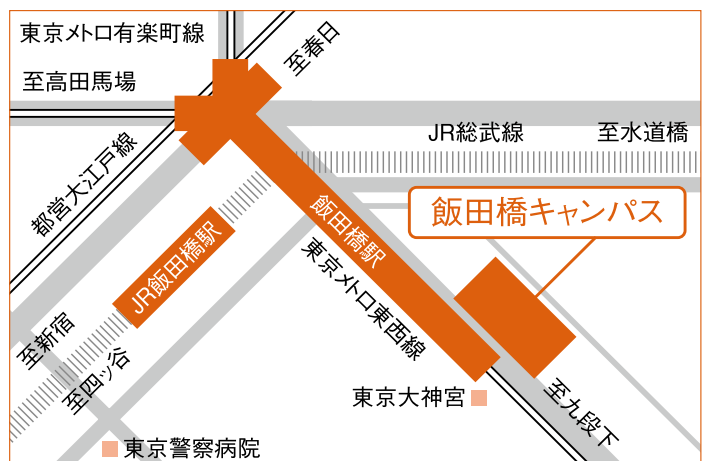 東京メトロ有楽町線
至春日
至高田馬場
JR総武線
至水道橋
都営大江戸線
飯田橋キャンパス
飯田橋駅
JR飯田橋駅
東京メトロ東西線
至新宿
至四ッ谷
東京大神宮
至九段下
東京警察病院